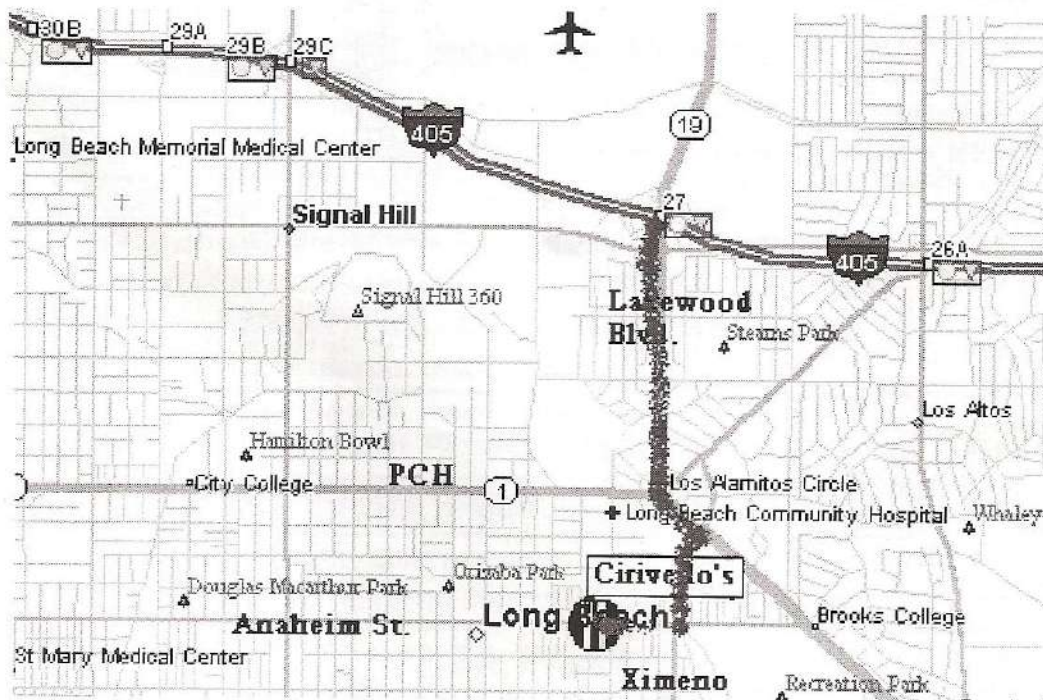 30B
29A
29B
29C
405
19
Long Beach Memorial Medical Center
27
Signal Hill
405
26A
Signal Hill 360
Lakewood
Blvd.
Stearns Park
Los Altos
Hamilton Bowl
PCH
City College
1
Los Alamitos Circle
Long Beach Community Hospital
Whaley
Cirivello's
Orizaba Park
Douglas Macarthur Park
Long Beach
Brooks College
Anaheim St.
St Mary Medical Center
Ximeno
Recreation Park